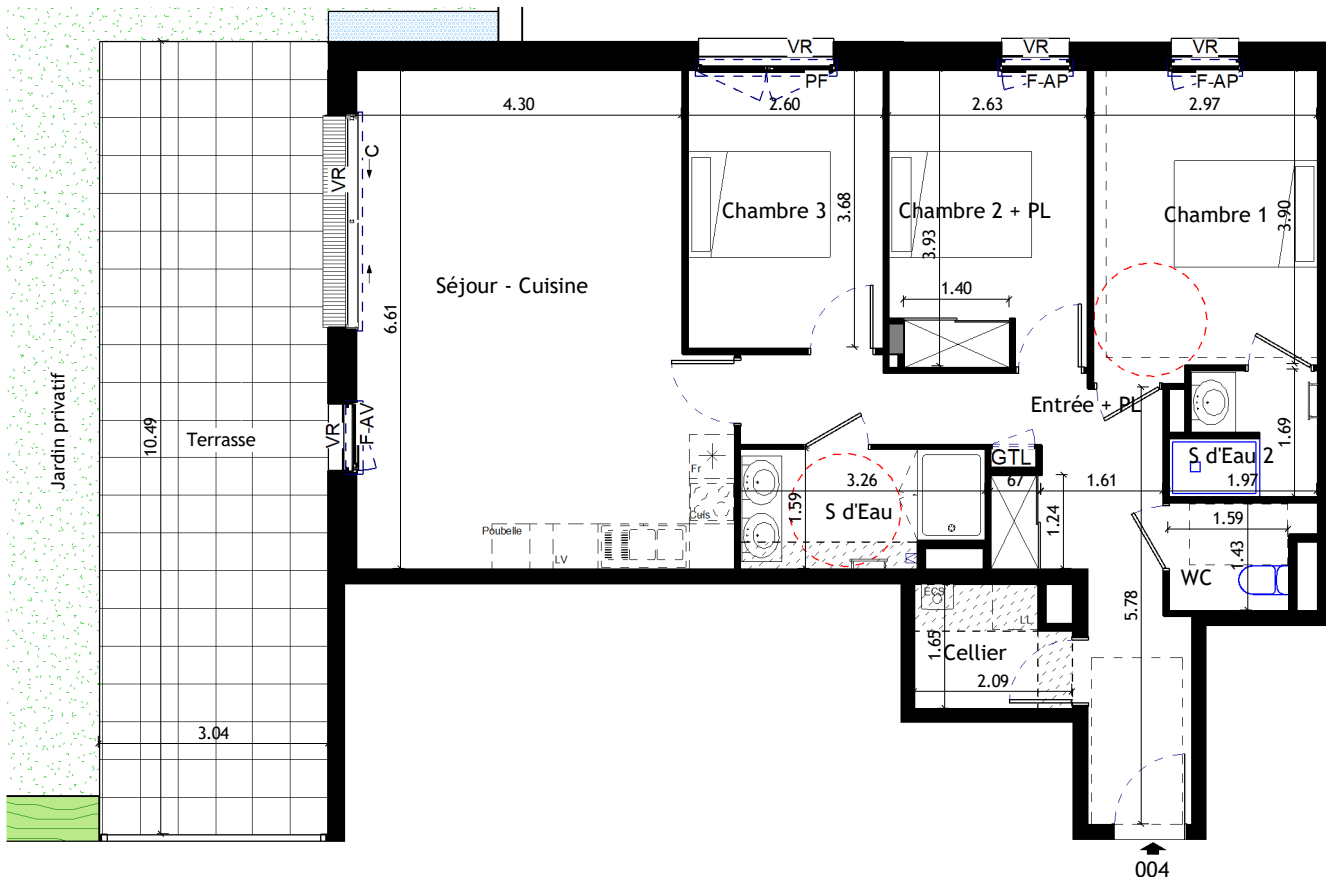 VR
VR
VR
PF
F-AP
F-AP
4.30
2.60
2.63
2.97
C
VR
Chambre 3
3.68
Chambre 2 + PL
3.93
Chambre 1
3.90
Séjour - Cuisine
6.61
1.40
Jardin privatif
10.49
Terrasse
VR
F-AV
Entrée + PL
1.69
GTL
S d'Eau 2
Fr
3.26
67
1.61
1.97
Cuis
1.59
S d'Eau
1.24
1.59
Poubelle
LV
1.43
WC
ECS
LL
5.78
1.65
Cellier
2.09
3.04
004